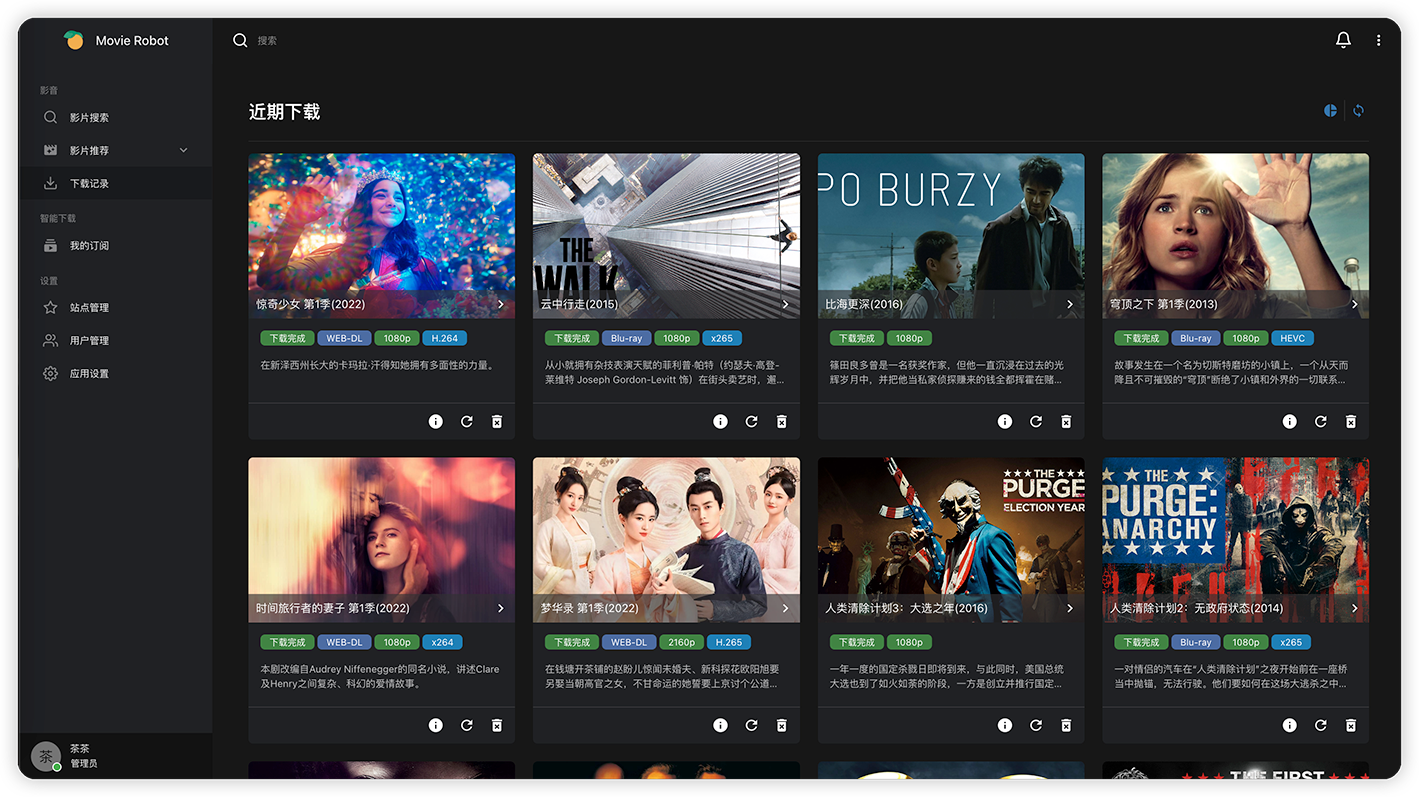 Movie Robot
搜索
影音
影片搜索
影片推荐
下载记录
智能下载
我的订阅
设置
站点管理
用户管理
应用设置
茶
茶茶
管理员
近期下载
惊奇少女 第1季(2022)
下载完成 WEB-DL 1080p H.264
在新泽西州长大的卡玛拉·汗得知她拥有多面性的力量。
THE
WALK
云中行走(2015)
下载完成 Blu-ray 1080p x265
从小就拥有杂技表演天赋的菲利普·帕特（约瑟夫·高登-
莱维特 Joseph Gordon-Levitt 饰）在街头卖艺时，邂...
PO BURZY
比海更深(2016)
下载完成 1080p
篠田良多曾是一名获奖作家，但他一直沉浸在过去的光
辉岁月中，并把他当私家侦探赚来的钱全都挥霍在赌...
穹顶之下 第1季(2013)
下载完成 Blu-ray 1080p HEVC
故事发生在一个名为切斯特磨坊的小镇上，一个从天而
降且不可摧毁的“穹顶”断绝了小镇和外界的一切联系...
时间旅行者的妻子 第1季(2022)
下载完成 WEB-DL 1080p x264
本剧改编自Audrey Niffenegger的同名小说，讲述Clare
及Henry之间复杂、科幻的爱情故事。
梦华录 第1季(2022)
下载完成 WEB-DL 2160p H.265
在钱塘开茶铺的赵盼儿惊闻未婚夫、新科探花欧阳旭要
另娶当朝高官之女，不甘命运的她誓要上京讨个公道...
THE
PURGE
ELECTION YEAR
人类清除计划3：大选之年(2016)
下载完成 1080p
一年一度的国定杀戮日即将到来，与此同时，美国总统
大选也到了如火如荼的阶段，一方是创立并推行国定...
THE
PURGE:
ANARCHY
人类清除计划2：无政府状态(2014)
下载完成 Blu-ray 1080p x265
一对情侣的汽车在“人类清除计划”之夜开始前在一座桥
当中抛锚，无法行驶。他们要如何在这场大逃杀之中...
THE FIRST